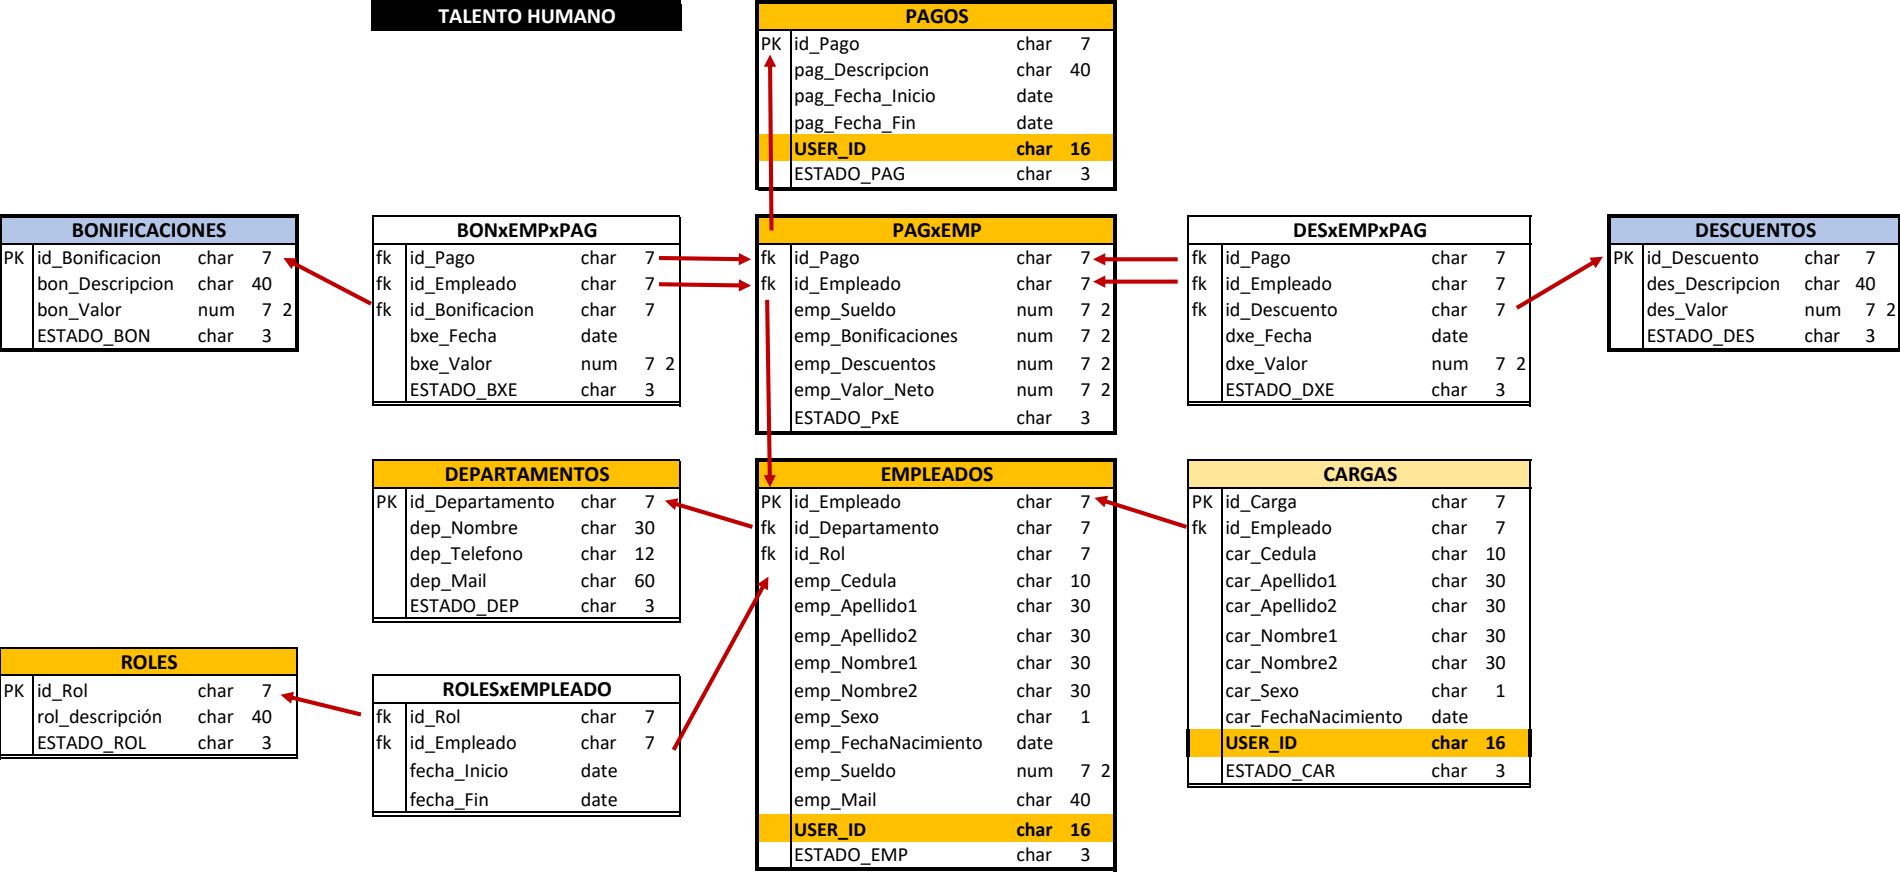 TALENTO HUMANO
PAGOS
PK id_Pago char 7
pag_Descripcion char 40
pag_Fecha_Inicio date
pag_Fecha_Fin date
USER_ID char 16
ESTADO_PAG char 3
BONIFICACIONES
PK id_Bonificacion char 7
bon_Descripcion char 40
bon_Valor num 7 2
ESTADO_BON char 3
BONxEMPxPAG
fk id_Pago char 7
fk id_Empleado char 7
fk id_Bonificacion char 7
bxe_Fecha date
bxe_Valor num 7 2
ESTADO_BXE char 3
PAGxEMP
fk id_Pago char 7
fk id_Empleado char 7
emp_Sueldo num 7 2
emp_Bonificaciones num 7 2
emp_Descuentos num 7 2
emp_Valor_Neto num 7 2
ESTADO_PxE char 3
DESxEMPxPAG
fk id_Pago char 7
fk id_Empleado char 7
fk id_Descuento char 7
dxe_Fecha date
dxe_Valor num 7 2
ESTADO_DXE char 3
DESCUENTOS
PK id_Descuento char 7
des_Descripcion char 40
des_Valor num 7 2
ESTADO_DES char 3
DEPARTAMENTOS
PK id_Departamento char 7
dep_Nombre char 30
dep_Telefono char 12
dep_Mail char 60
ESTADO_DEP char 3
EMPLEADOS
PK id_Empleado char 7
fk id_Departamento char 7
fk id_Rol char 7
emp_Cedula char 10
emp_Apellido1 char 30
emp_Apellido2 char 30
emp_Nombre1 char 30
emp_Nombre2 char 30
emp_Sexo char 1
emp_FechaNacimiento date
emp_Sueldo num 7 2
emp_Mail char 40
USER_ID char 16
ESTADO_EMP char 3
CARGAS
PK id_Carga char 7
fk id_Empleado char 7
car_Cedula char 10
car_Apellido1 char 30
car_Apellido2 char 30
car_Nombre1 char 30
car_Nombre2 char 30
car_Sexo char 1
car_FechaNacimiento date
USER_ID char 16
ESTADO_CAR char 3
ROLES
PK id_Rol char 7
rol_descripción char 40
ESTADO_ROL char 3
ROLESxEMPLEADO
fk id_Rol char 7
fk id_Empleado char 7
fecha_Inicio date
fecha_Fin date